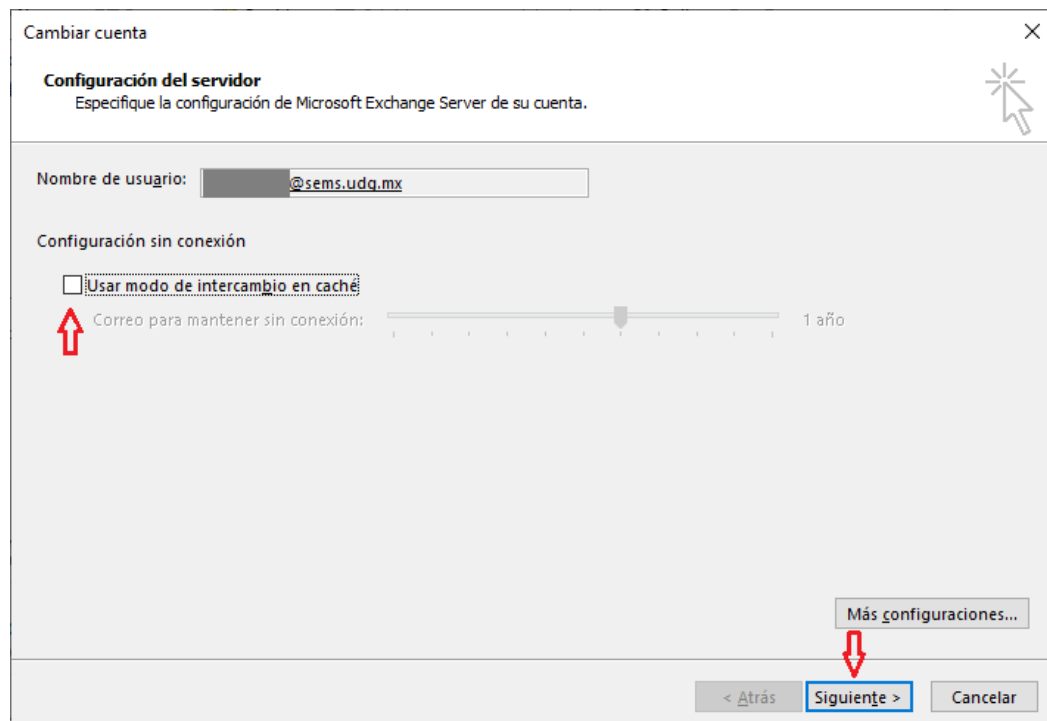 Cambiar cuenta
Configuración del servidor
Especifique la configuración de Microsoft Exchange Server de su cuenta.
Nombre de usuario: @sems.udg.mx
Configuración sin conexión
Usar modo de intercambio en caché
Correo para mantener sin conexión: 1 año
Más configuraciones...
< Atrás Siguiente > Cancelar